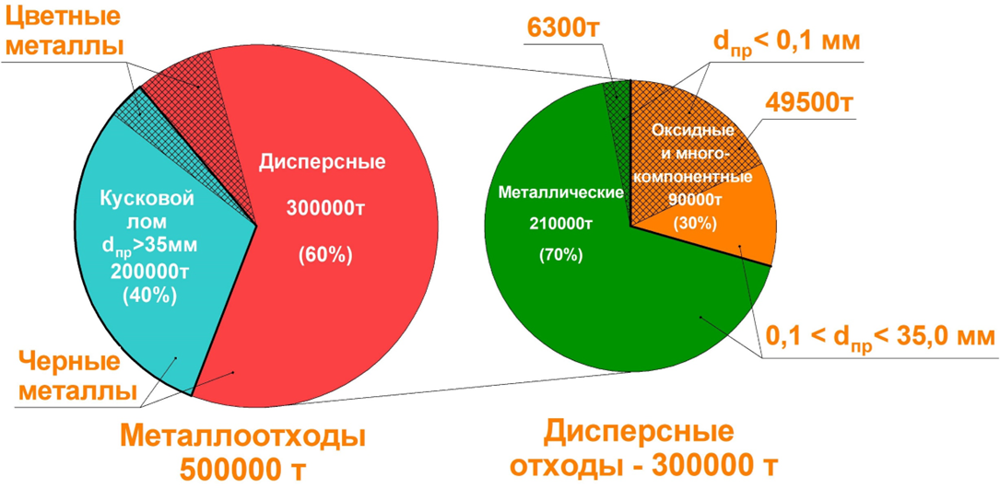 Цветные
металлы
Дисперсные
300000т
(60%)
Кусковой
лом
dпр>35мм
200000т
(40%)
Черные
металлы
Металлоотходы
500000 т
6300т
dпр< 0,1 мм
49500т
Оксидные
и много-
компонентные
90000т
(30%)
Металлические
210000т
(70%)
0,1 < dпр< 35,0 мм
Дисперсные
отходы - 300000 т